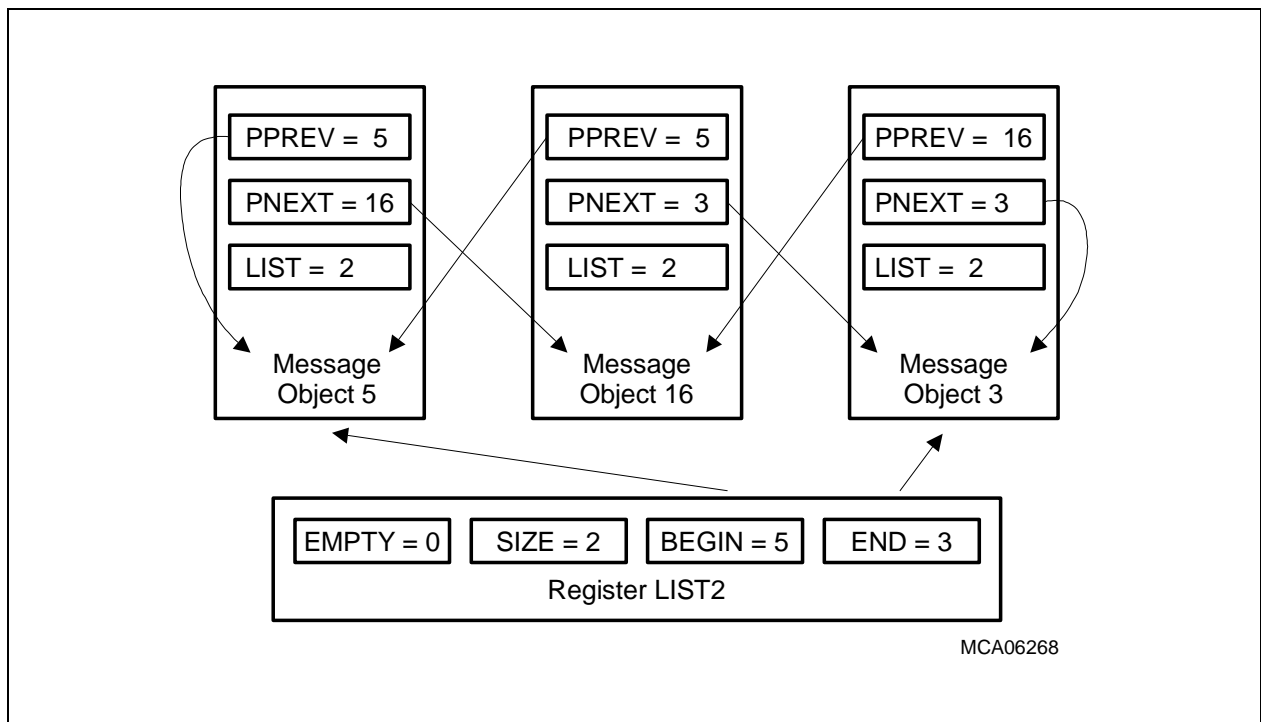 PPREV = 5
PNEXT = 16
LIST = 2
Message
Object 5
PPREV = 5
PNEXT = 3
LIST = 2
Message
Object 16
PPREV = 16
PNEXT = 3
LIST = 2
Message
Object 3
EMPTY = 0
SIZE = 2
BEGIN = 5
END = 3
Register LIST2
MCA06268